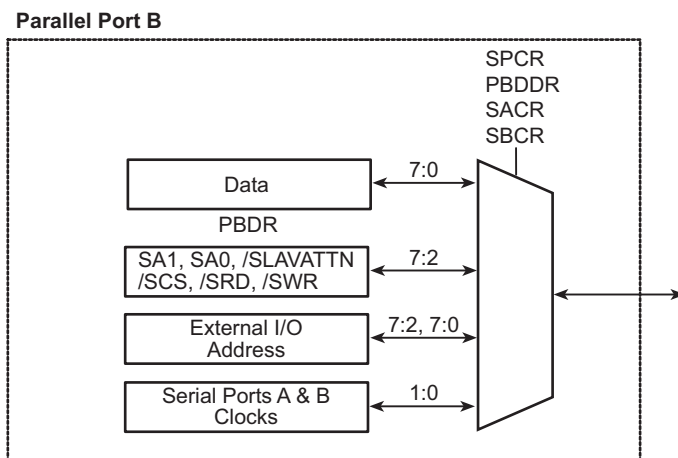 Parallel Port B
SPCR
PBDDR
SACR
SBCR
Data
7:0
PBDR
SA1, SA0, /SLAVATTN
/SCS, /SRD, /SWR
7:2
External I/O
Address
7:2, 7:0
Serial Ports A & B
Clocks
1:0